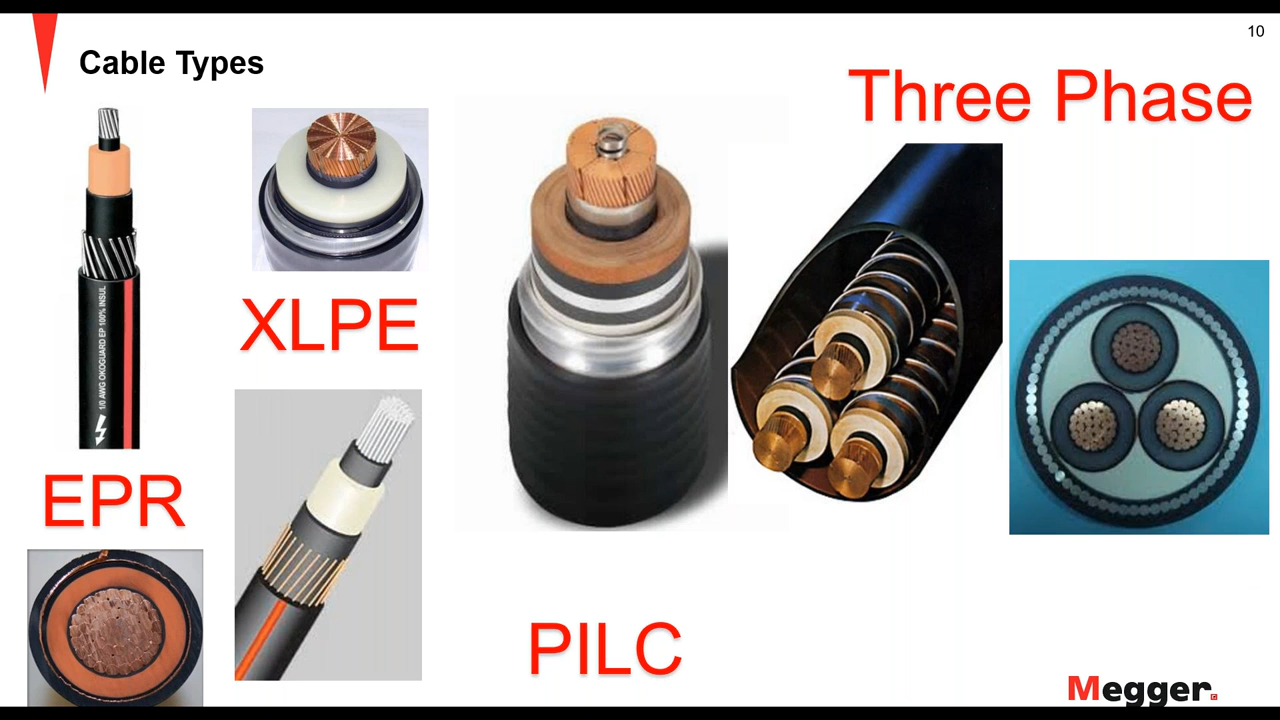 10
Cable Types
Three Phase
1/0 AWG OKOGUARD EP 100% INSUL
XLPE
EPR
PILC
Megger